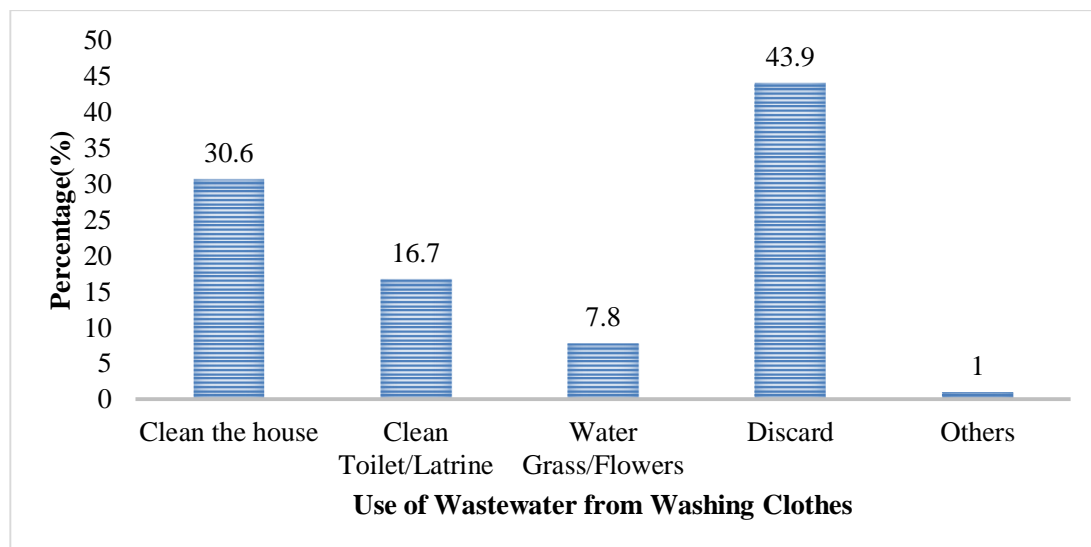 Percentage(%)
50
45
40
35
30
25
20
15
10
5
0
30.6
16.7
7.8
43.9
1
Clean the house
Clean
Toilet/Latrine
Water
Grass/Flowers
Discard
Others
Use of Wastewater from Washing Clothes